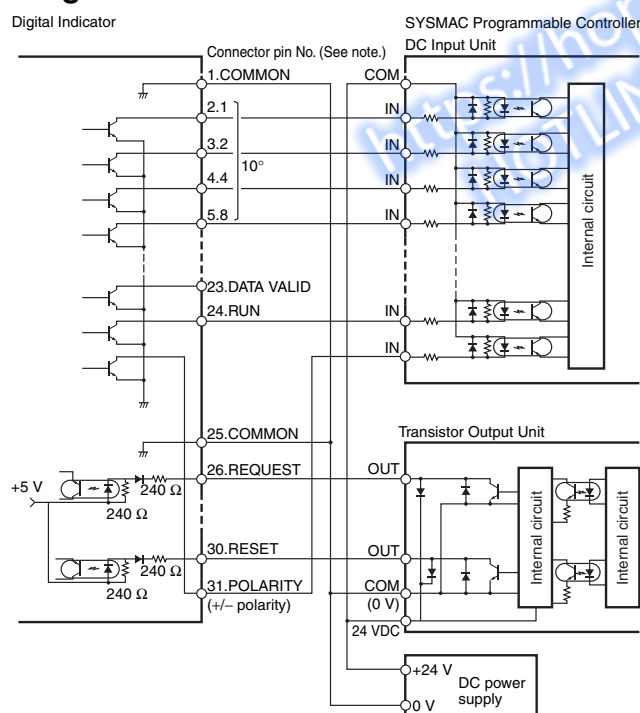 Digital Indicator
SYSMAC Programmable Controller
DC Input Unit
Connector pin No. (See note.)
1.COMMON
COM
2.1
IN
3.2
IN
10°
4.4
IN
5.8
IN
Internal circuit
23.DATA VALID
24.RUN
IN
IN
25.COMMON
Transistor Output Unit
26.REQUEST
OUT
+5 V
240 Ω
240 Ω
Internal circuit
Internal circuit
30.RESET
OUT
240 Ω
240 Ω
31.POLARITY
(+/– polarity)
COM
(0 V)
24 VDC
+24 V
DC power
supply
0 V
https://hop
HOTLIN